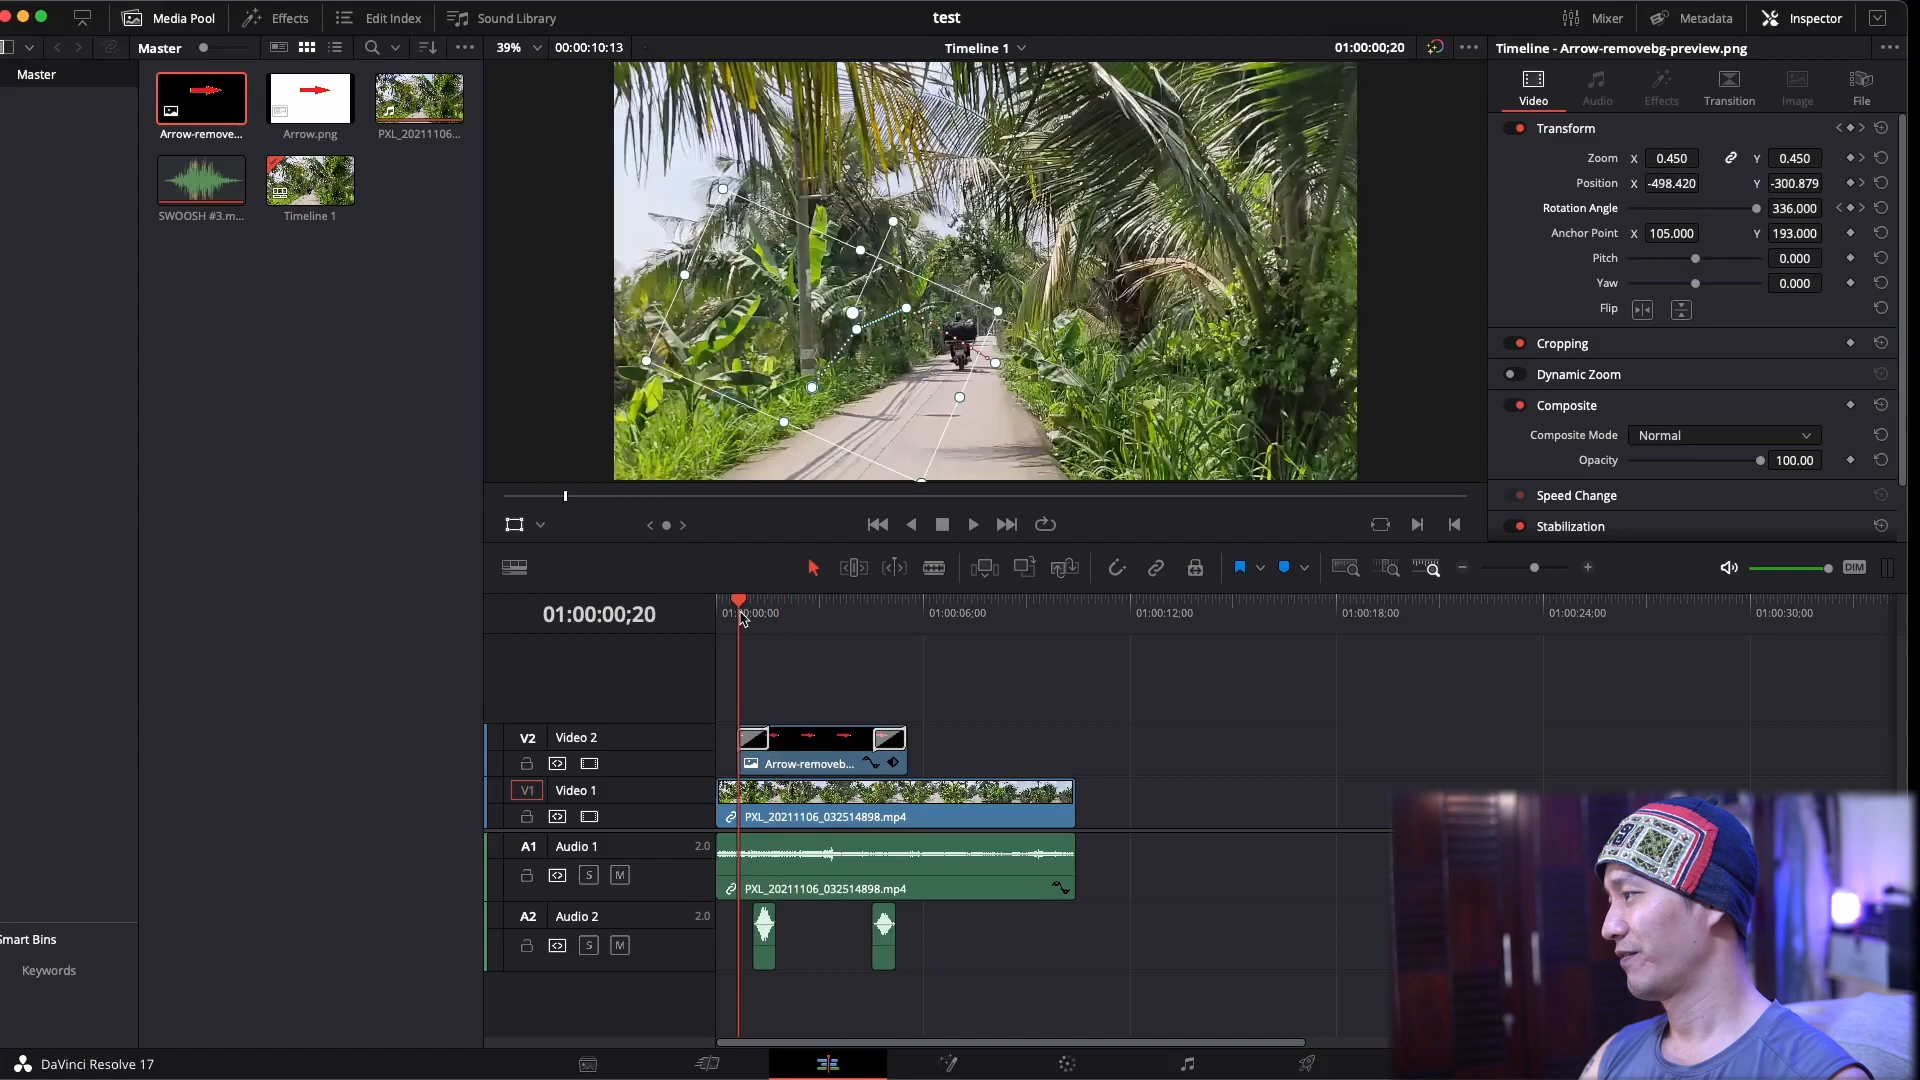 Media Pool
Effects
Edit Index
Sound Library
test
Mixer
Metadata
Inspector
Master
39%
00:00:10:13
Timeline 1
01:00:00;20
Timeline - Arrow-removebg-preview.png
Master
Arrow-remove...
Arrow.png
PXL_20211106...
SWOOSH #3.m...
Timeline 1
Video
Audio
Effects
Transition
Image
File
Transform
Zoom X 0.450 Y 0.450
Position X -498.420 Y -300.879
Rotation Angle 336.000
Anchor Point X 105.000 Y 193.000
Pitch 0.000
Yaw 0.000
Flip
Cropping
Dynamic Zoom
Composite
Composite Mode Normal
Opacity 100.00
Speed Change
Stabilization
DIM
01:00:00;20
01:00:06;00
01:00:12;00
01:00:18;00
01:00:24;00
01:00:30;00
V2 Video 2
Arrow-removeb...
V1 Video 1
PXL_20211106_032514898.mp4
A1 Audio 1 2.0
S M
PXL_20211106_032514898.mp4
A2 Audio 2 2.0
S M
Smart Bins
Keywords
DaVinci Resolve 17